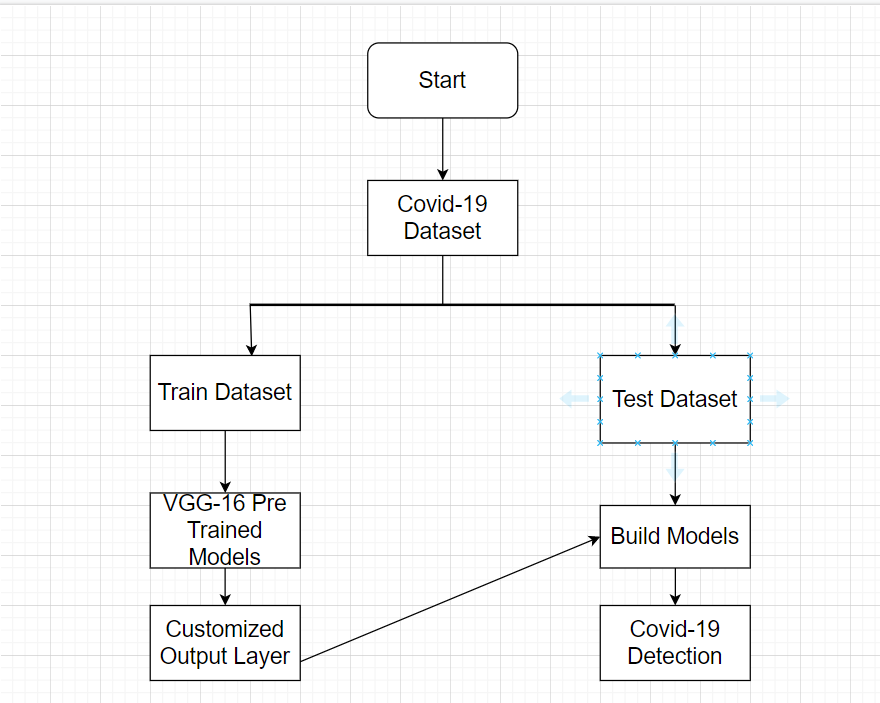 Start
Covid-19
Dataset
Train Dataset
Test Dataset
VGG-16 Pre
Trained
Models
Build Models
Customized
Output Layer
Covid-19
Detection